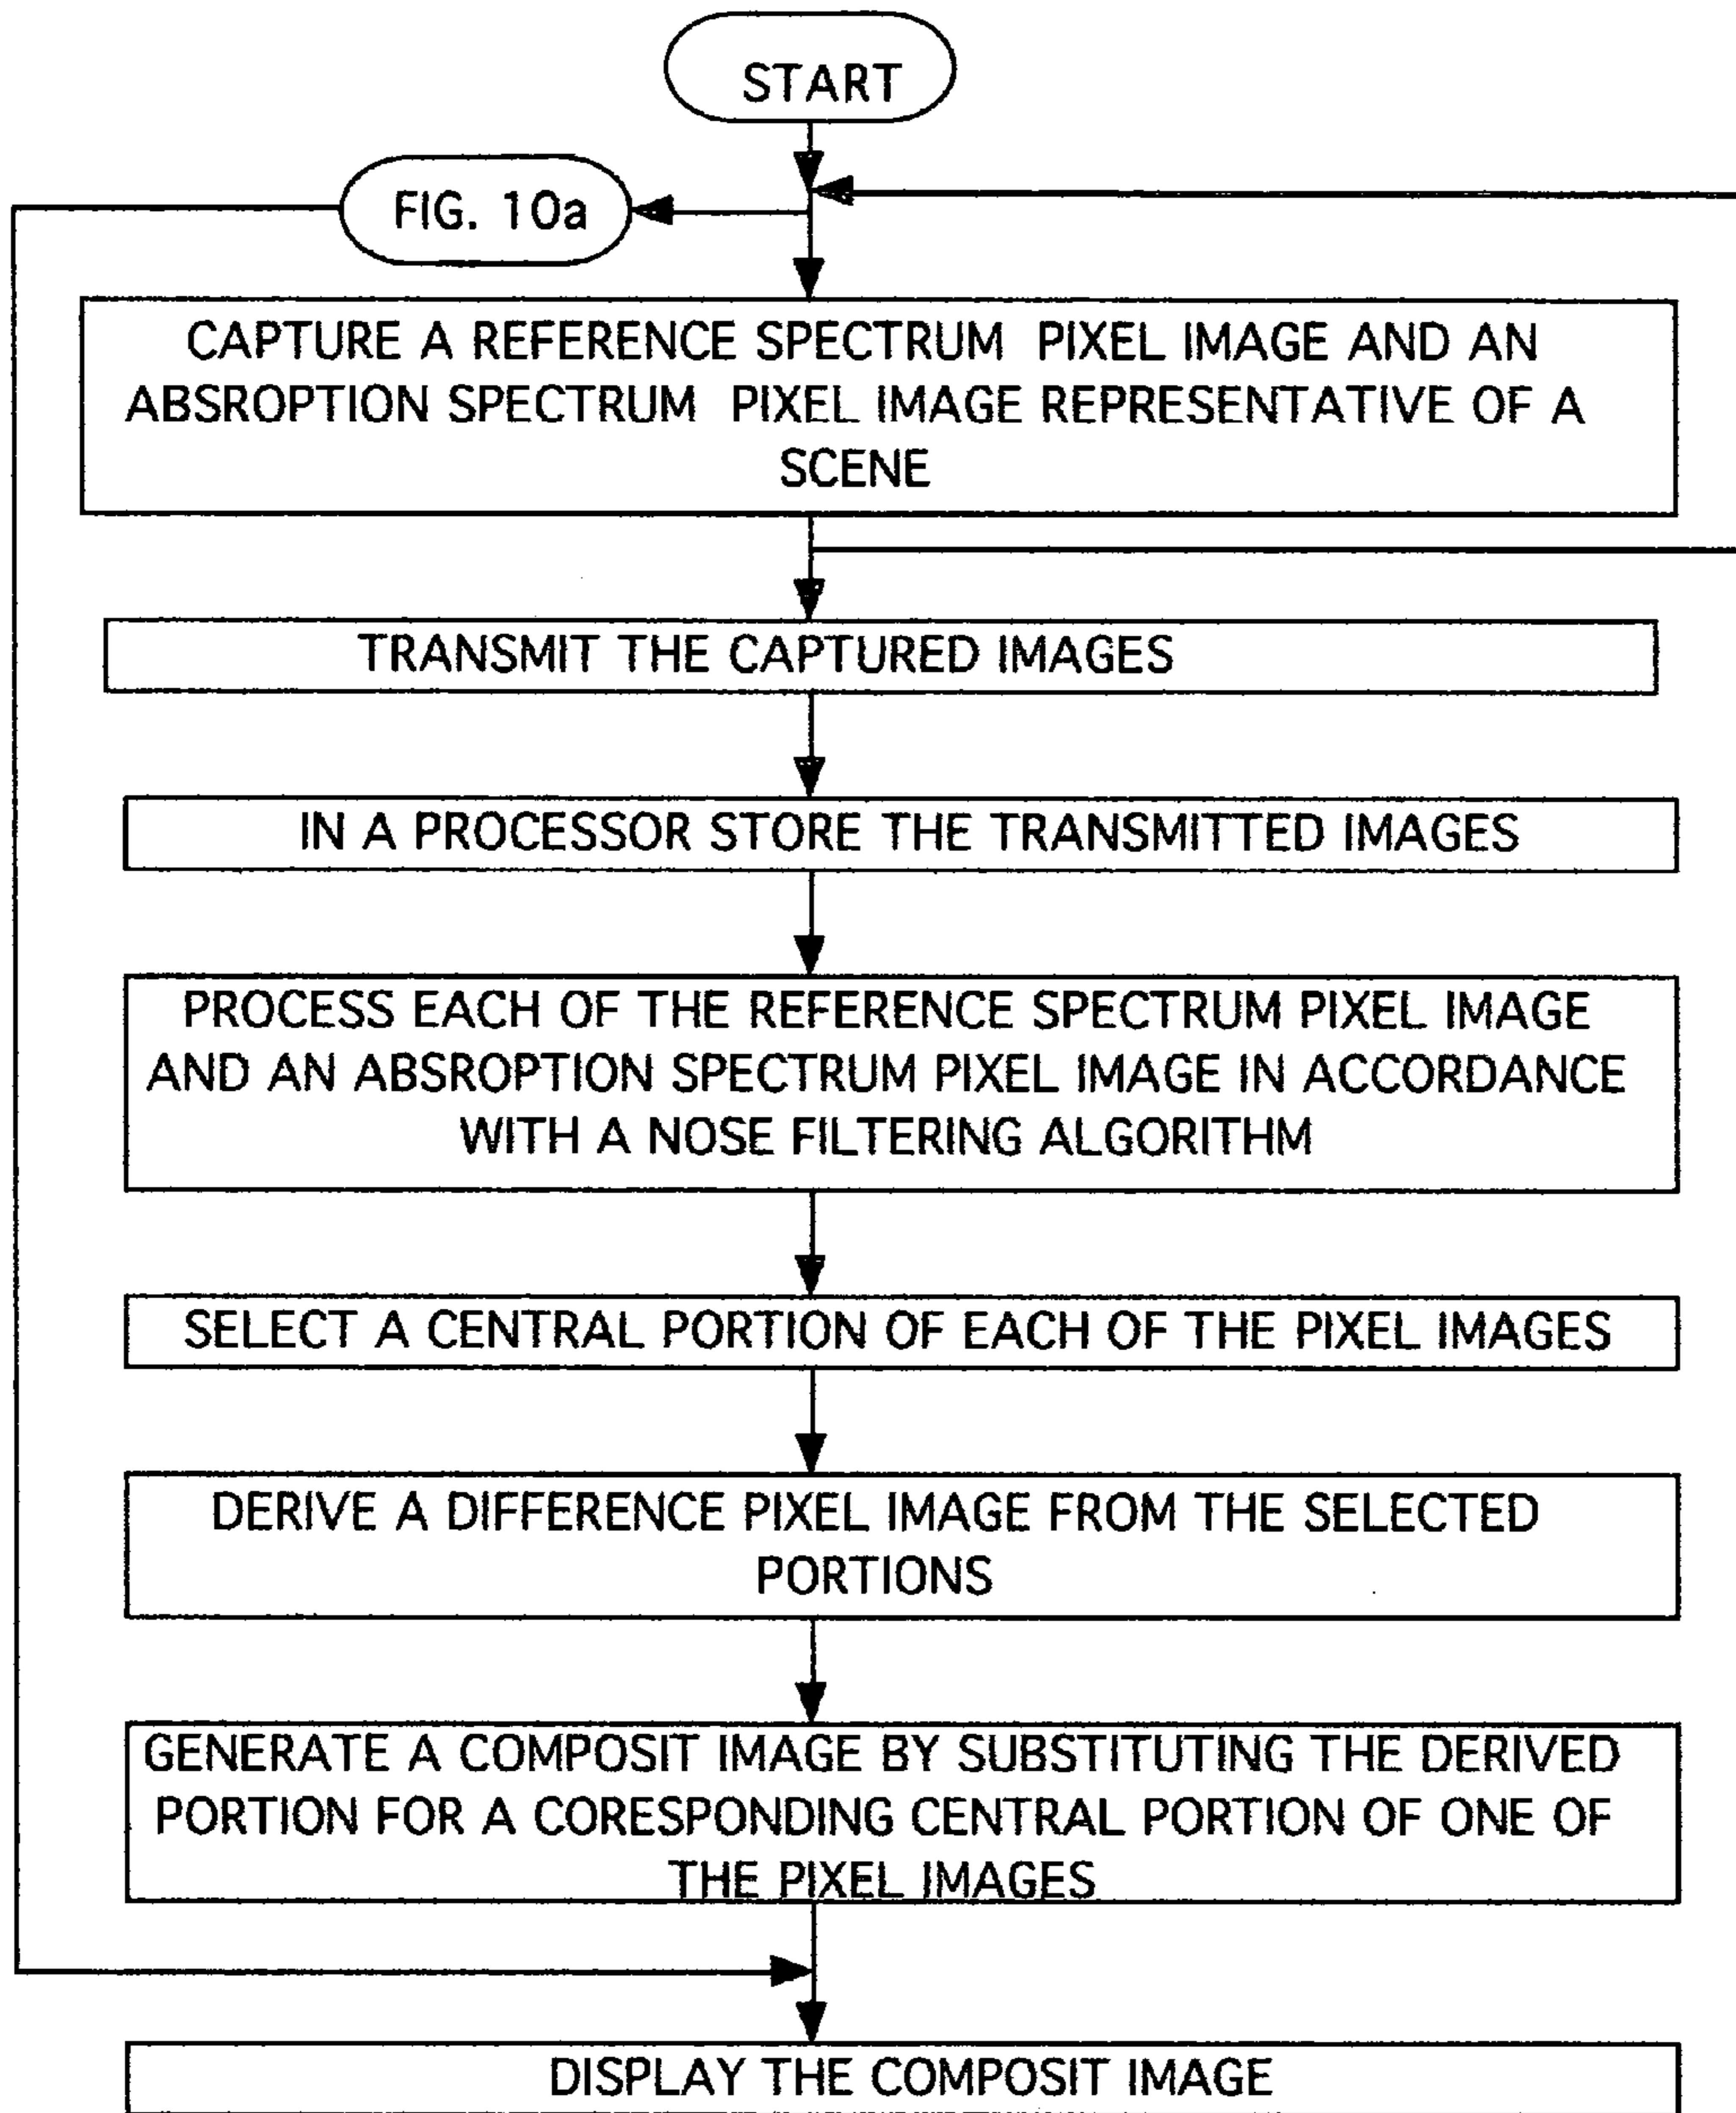 START
FIG. 10a
CAPTURE A REFERENCE SPECTRUM PIXEL IMAGE AND AN
ABSROPTION SPECTRUM PIXEL IMAGE REPRESENTATIVE OF A
SCENE
TRANSMIT THE CAPTURED IMAGES
IN A PROCESSOR STORE THE TRANSMITTED IMAGES
PROCESS EACH OF THE REFERENCE SPECTRUM PIXEL IMAGE
AND AN ABSROPTION SPECTRUM PIXEL IMAGE IN ACCORDANCE
WITH A NOSE FILTERING ALGORITHM
SELECT A CENTRAL PORTION OF EACH OF THE PIXEL IMAGES
DERIVE A DIFFERENCE PIXEL IMAGE FROM THE SELECTED
PORTIONS
GENERATE A COMPOSIT IMAGE BY SUBSTITUTING THE DERIVED
PORTION FOR A CORESPONDING CENTRAL PORTION OF ONE OF
THE PIXEL IMAGES
DISPLAY THE COMPOSIT IMAGE